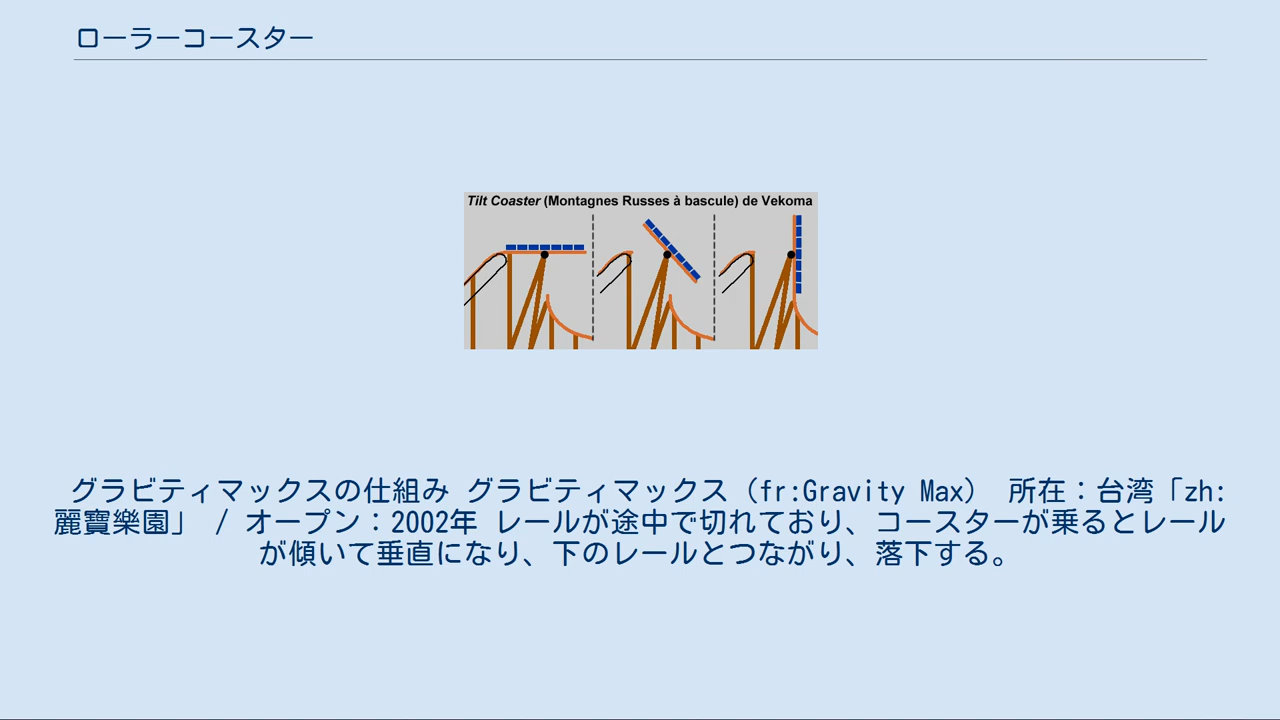 ローラーコースター
Tilt Coaster (Montagnes Russes à bascule) de Vekoma
グラビティマックスの仕組み グラビティマックス（fr:Gravity Max） 所在：台湾「zh:
麗寶樂園」 / オープン：2002年 レールが途中で切れており、コースターが乗るとレール
が傾いて垂直になり、下のレールとつながり、落下する。